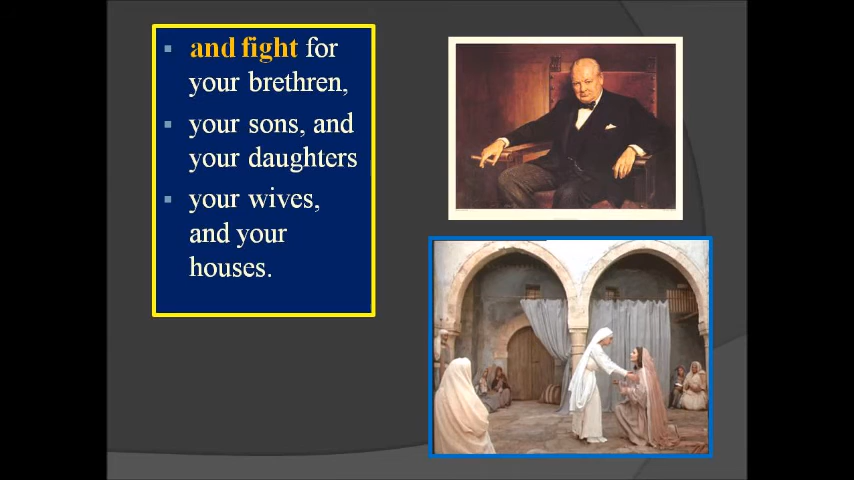 and fight for
your brethren,
your sons, and
your daughters
your wives,
and your
houses.